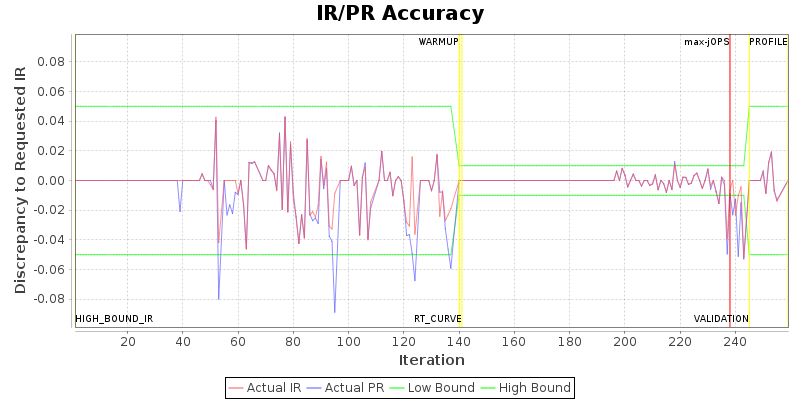 IR/PR Accuracy
WARMUP
max-jOPS
PROFILE
Discrepancy to Requested IR
0.08
0.06
0.04
0.02
0.00
-0.02
-0.04
-0.06
-0.08
HIGH_BOUND_IR
RT_CURVE
VALIDATION
20 40 60 80 100 120 140 160 180 200 220 240
Iteration
Actual IR Actual PR Low Bound High Bound